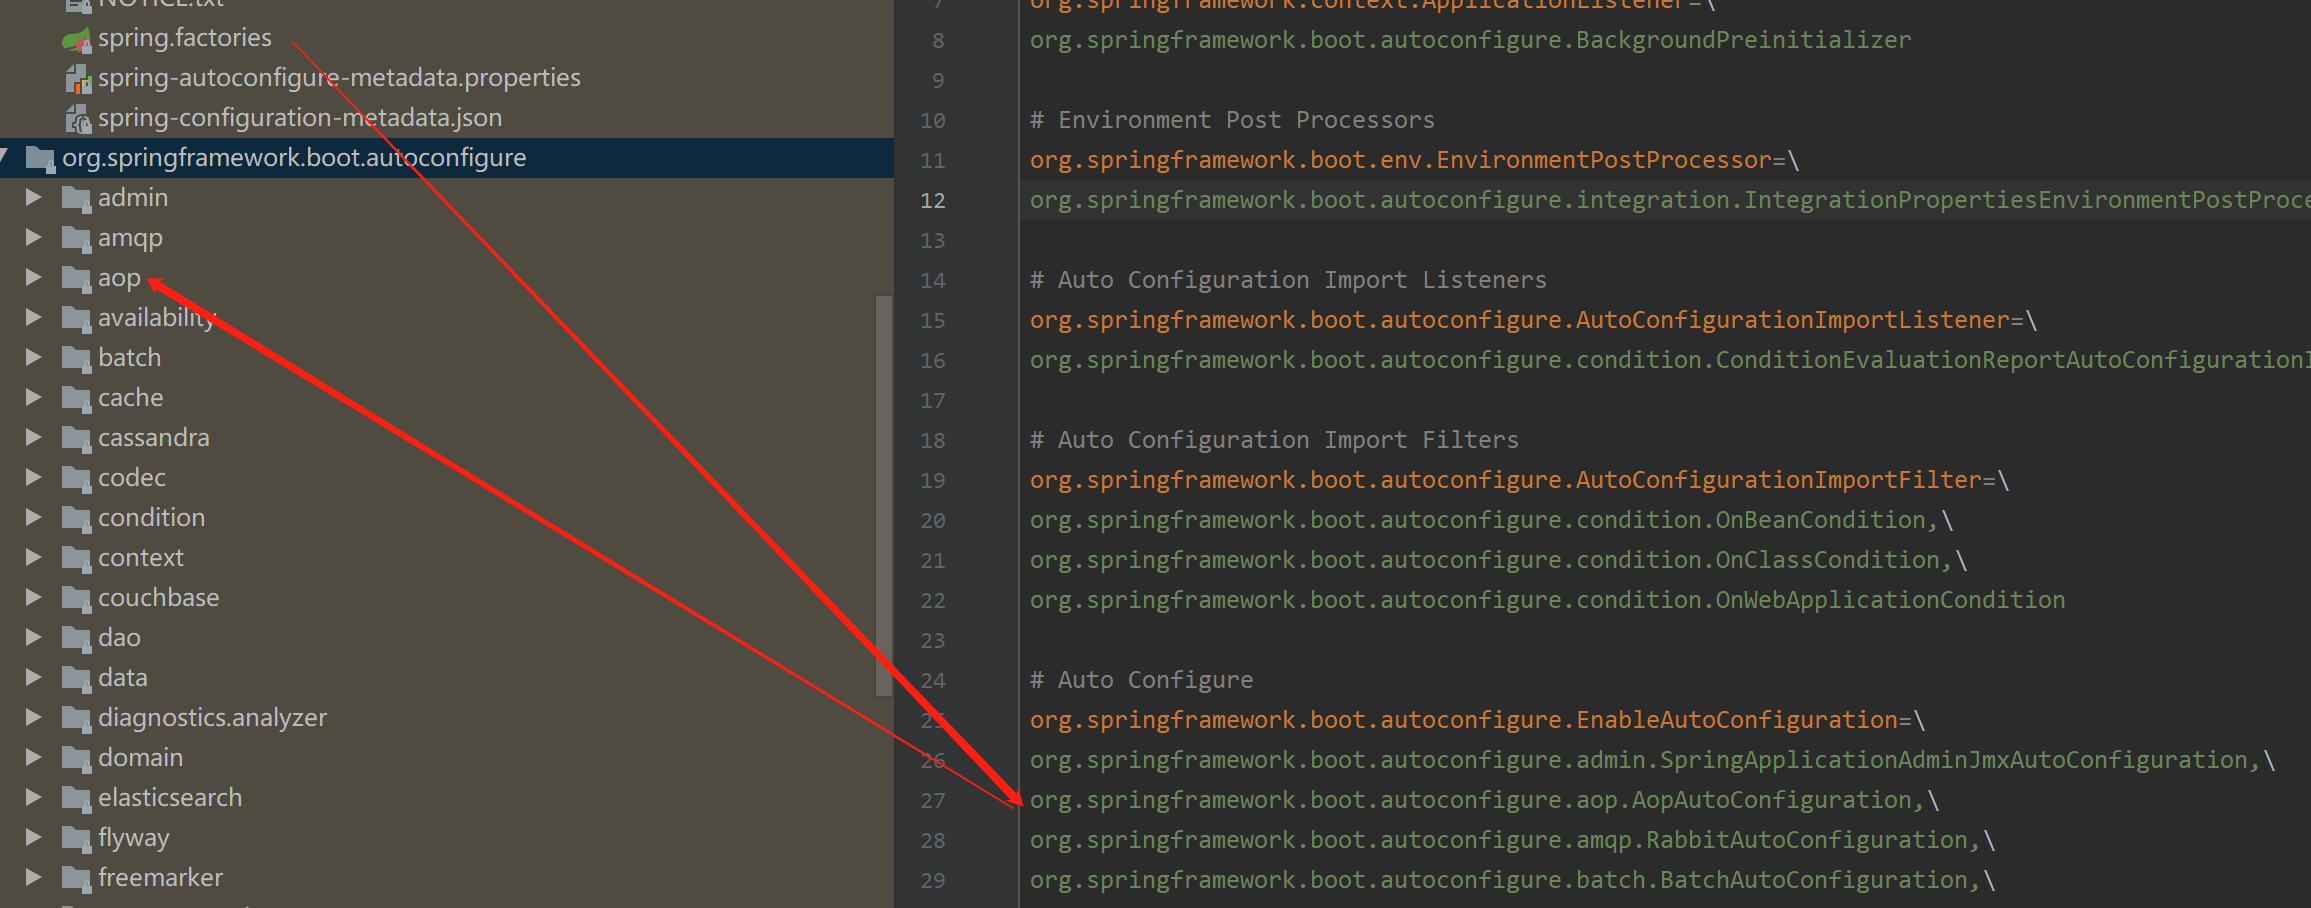 NOTICE.txt
spring.factories
spring-autoconfigure-metadata.properties
spring-configuration-metadata.json
org.springframework.boot.autoconfigure
admin
amqp
aop
availability
batch
cache
cassandra
codec
condition
context
couchbase
dao
data
diagnostics.analyzer
domain
elasticsearch
flyway
freemarker
7 org.springframework.context.ApplicationListener=\
8 org.springframework.boot.autoconfigure.BackgroundPreinitializer
9
10 # Environment Post Processors
11 org.springframework.boot.env.EnvironmentPostProcessor=\
12 org.springframework.boot.autoconfigure.integration.IntegrationPropertiesEnvironmentPostProce
13
14 # Auto Configuration Import Listeners
15 org.springframework.boot.autoconfigure.AutoConfigurationImportListener=\
16 org.springframework.boot.autoconfigure.condition.ConditionEvaluationReportAutoConfigurationI
17
18 # Auto Configuration Import Filters
19 org.springframework.boot.autoconfigure.AutoConfigurationImportFilter=\
20 org.springframework.boot.autoconfigure.condition.OnBeanCondition,\
21 org.springframework.boot.autoconfigure.condition.OnClassCondition,\
22 org.springframework.boot.autoconfigure.condition.OnWebApplicationCondition
23
24 # Auto Configure
25 org.springframework.boot.autoconfigure.EnableAutoConfiguration=\
26 org.springframework.boot.autoconfigure.admin.SpringApplicationAdminJmxAutoConfiguration,\
27 org.springframework.boot.autoconfigure.aop.AopAutoConfiguration,\
28 org.springframework.boot.autoconfigure.amqp.RabbitAutoConfiguration,\
29 org.springframework.boot.autoconfigure.batch.BatchAutoConfiguration,\